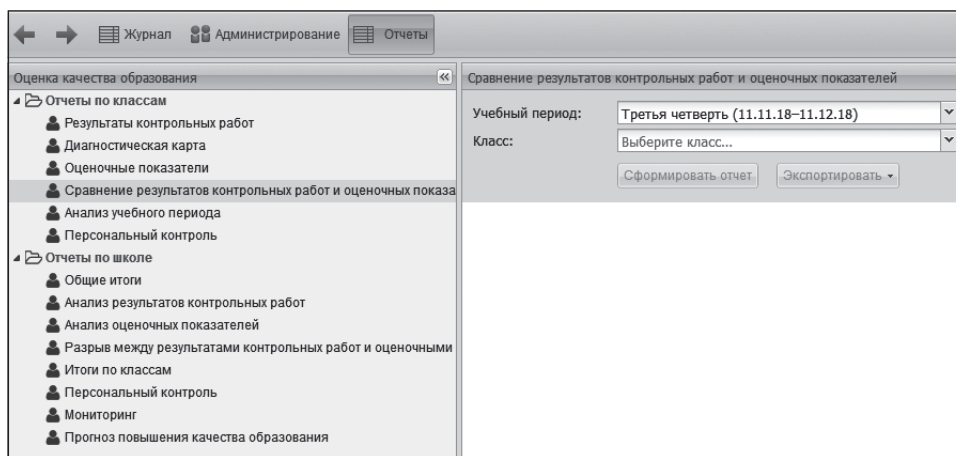 Журнал Администрирование Отчеты
Оценка качества образования
Отчеты по классам
Результаты контрольных работ
Диагностическая карта
Оценочные показатели
Сравнение результатов контрольных работ и оценочных показа
Анализ учебного периода
Персональный контроль
Отчеты по школе
Общие итоги
Анализ результатов контрольных работ
Анализ оценочных показателей
Разрыв между результатами контрольных работ и оценочными
Итоги по классам
Персональный контроль
Мониторинг
Прогноз повышения качества образования
Сравнение результатов контрольных работ и оценочных показателей
Учебный период: Третья четверть (11.11.18–11.12.18)
Класс: Выберите класс...
Сформировать отчет Экспортировать